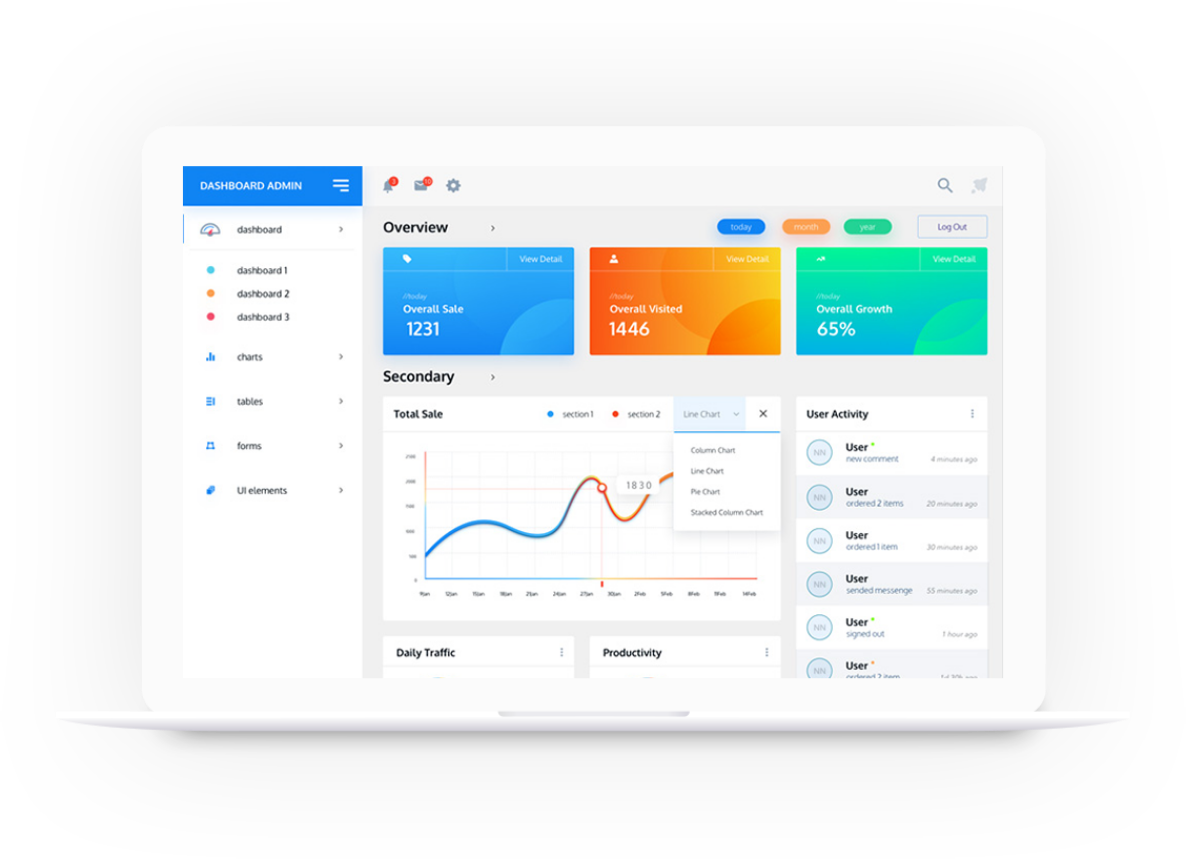 DASHBOARD ADMIN
3
10
dashboard
dashboard 1
dashboard 2
dashboard 3
charts
tables
forms
UI elements
Overview
today
month
year
Log Out
View Detail
//today
Overall Sale
1231
View Detail
//today
Overall Visited
1446
View Detail
//today
Overall Growth
65%
Secondary
Total Sale
section 1
section 2
Line Chart
Column Chart
Line Chart
Pie Chart
Stacked Column Chart
2500
2000
1500
1000
500
0
1830
9Jan 12Jan 15Jan 18Jan 21Jan 24Jan 27Jan 30Jan 2Feb 5Feb 8Feb 11Feb 14Feb
User Activity
NN
User
new comment
4 minutes ago
NN
User
ordered 2 items
20 minutes ago
NN
User
ordered 1 item
30 minutes ago
NN
User
sended messenge
55 minutes ago
NN
User
signed out
1 hour ago
NN
User
ordered 2 item
Daily Traffic
Productivity